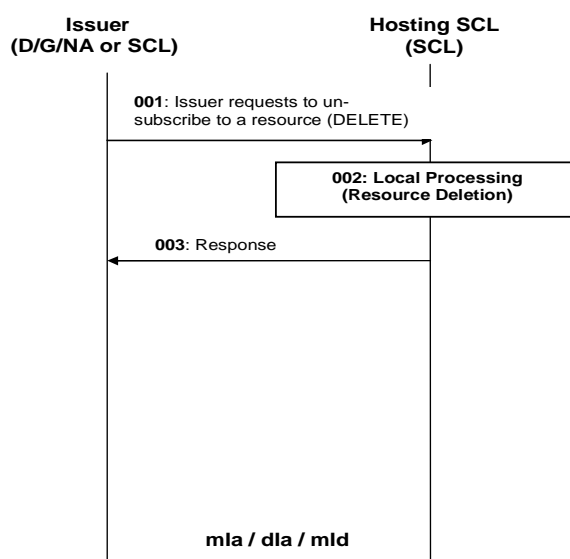 Issuer
(D/G/NA or SCL)
Hosting SCL
(SCL)
001: Issuer requests to un-
subscribe to a resource (DELETE)
002: Local Processing
(Resource Deletion)
003: Response
mIa / dIa / mId